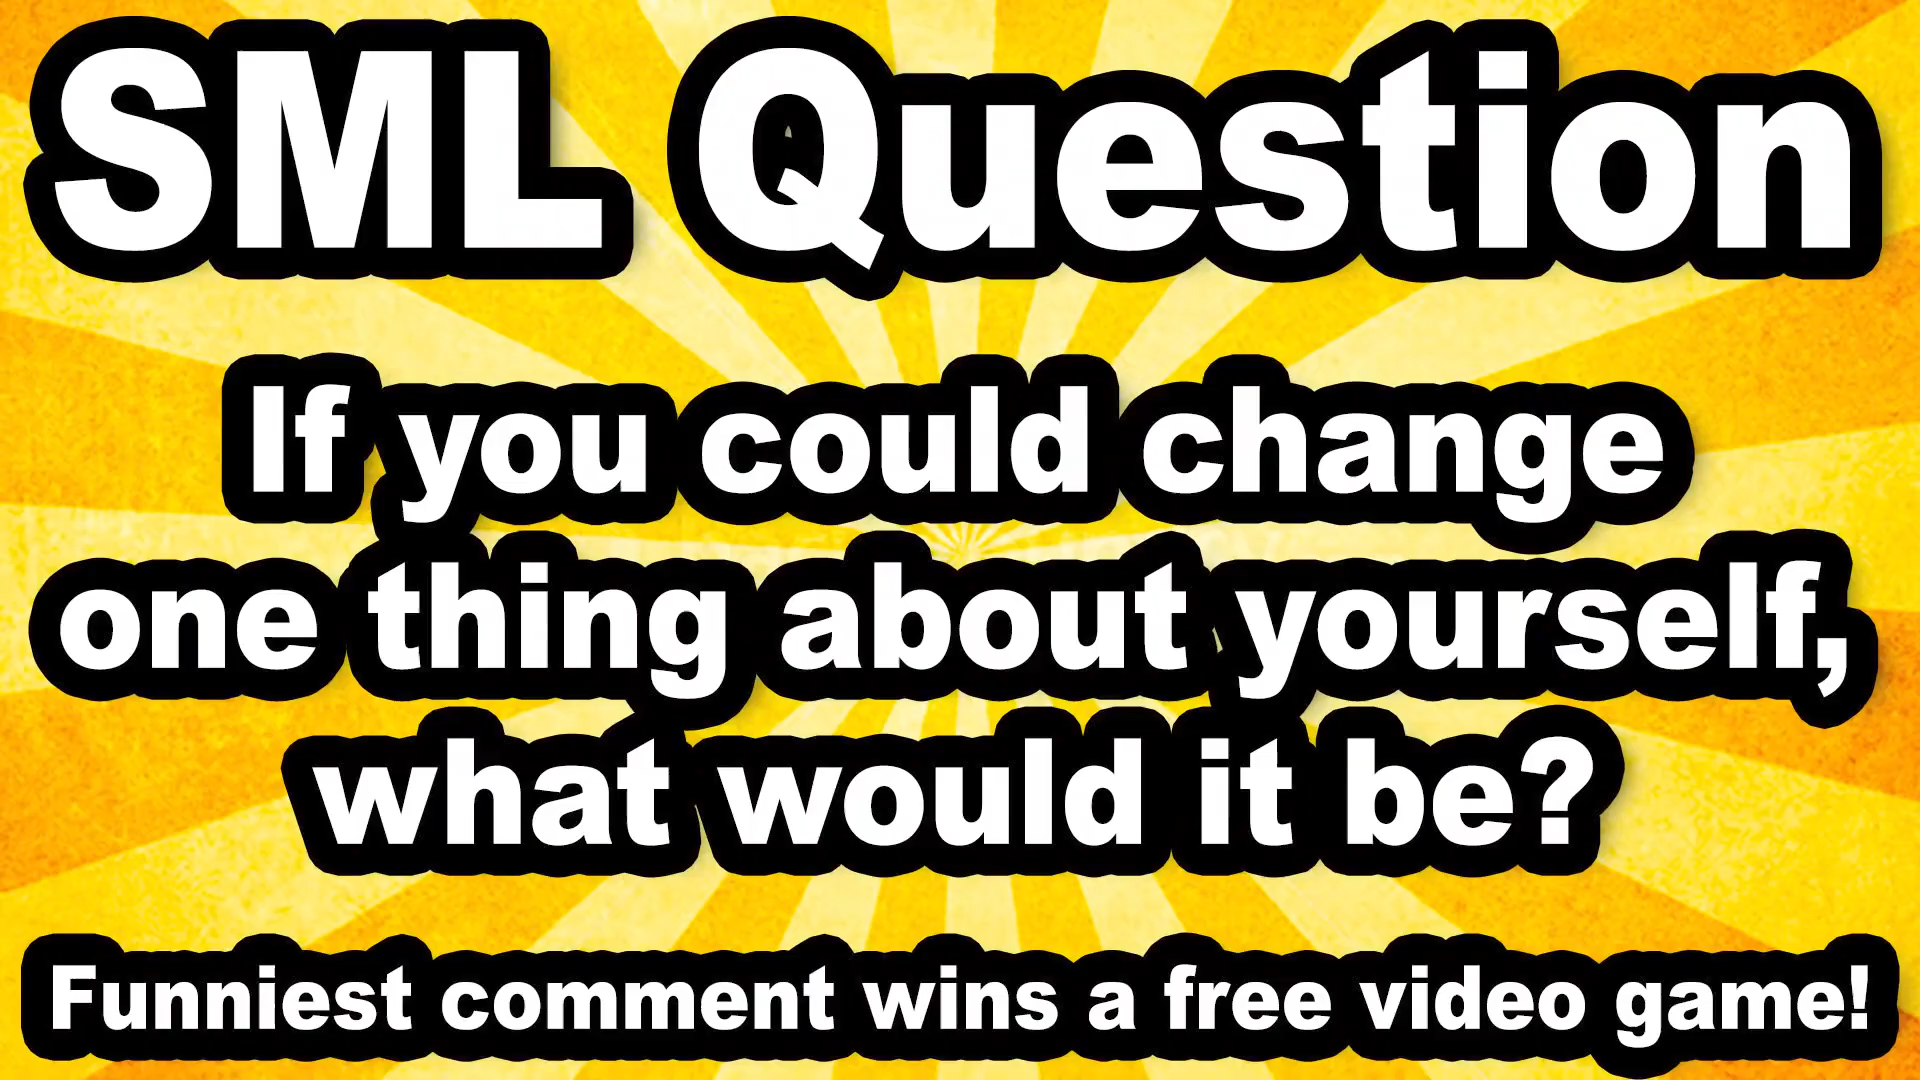 SML Question
If you could change
one thing about yourself,
what would it be?
Funniest comment wins a free video game!